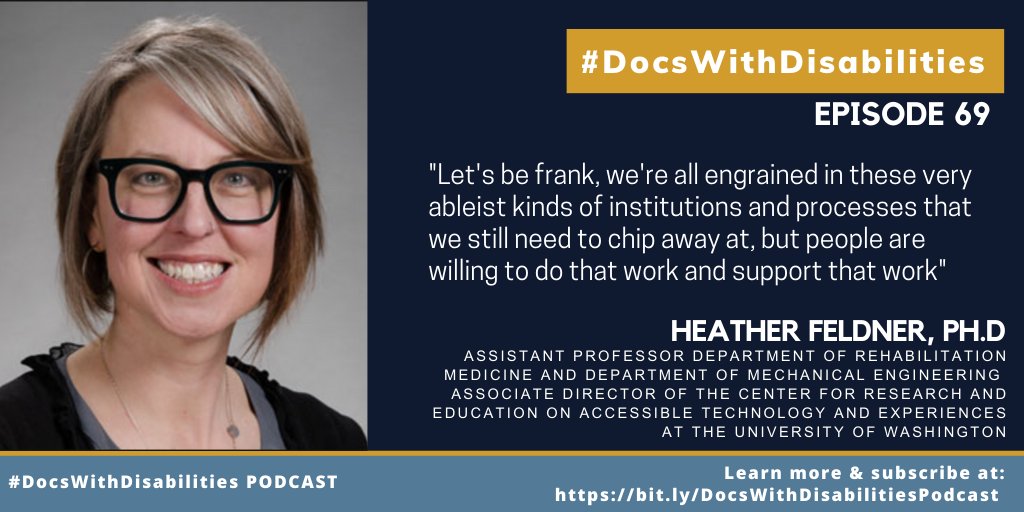 #DocsWithDisabilities
EPISODE 69
"Let's be frank, we're all engrained in these very
ableist kinds of institutions and processes that
we still need to chip away at, but people are
willing to do that work and support that work"
HEATHER FELDNER, PH.D
ASSISTANT PROFESSOR DEPARTMENT OF REHABILITATION
MEDICINE AND DEPARTMENT OF MECHANICAL ENGINEERING
ASSOCIATE DIRECTOR OF THE CENTER FOR RESEARCH AND
EDUCATION ON ACCESSIBLE TECHNOLOGY AND EXPERIENCES
AT THE UNIVERSITY OF WASHINGTON
#DocsWithDisabilities PODCAST
Learn more & subscribe at:
https://bit.ly/DocsWithDisabilitiesPodcast